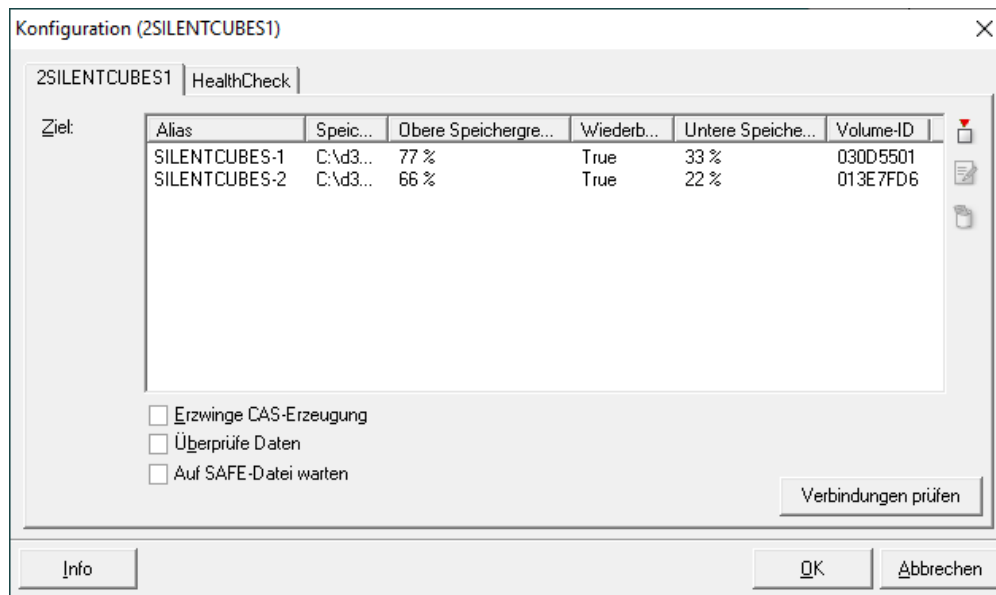 Konfiguration (2SILENTCUBES1)
2SILENTCUBES1 HealthCheck
Ziel:
Alias Speic... Obere Speichergre... Wiederb... Untere Speiche... Volume-ID
SILENTCUBES-1 C:\d3... 77 % True 33 % 030D5501
SILENTCUBES-2 C:\d3... 66 % True 22 % 013E7FD6
Erzwinge CAS-Erzeugung
Überprüfe Daten
Auf SAFE-Datei warten
Verbindungen prüfen
Info OK Abbrechen